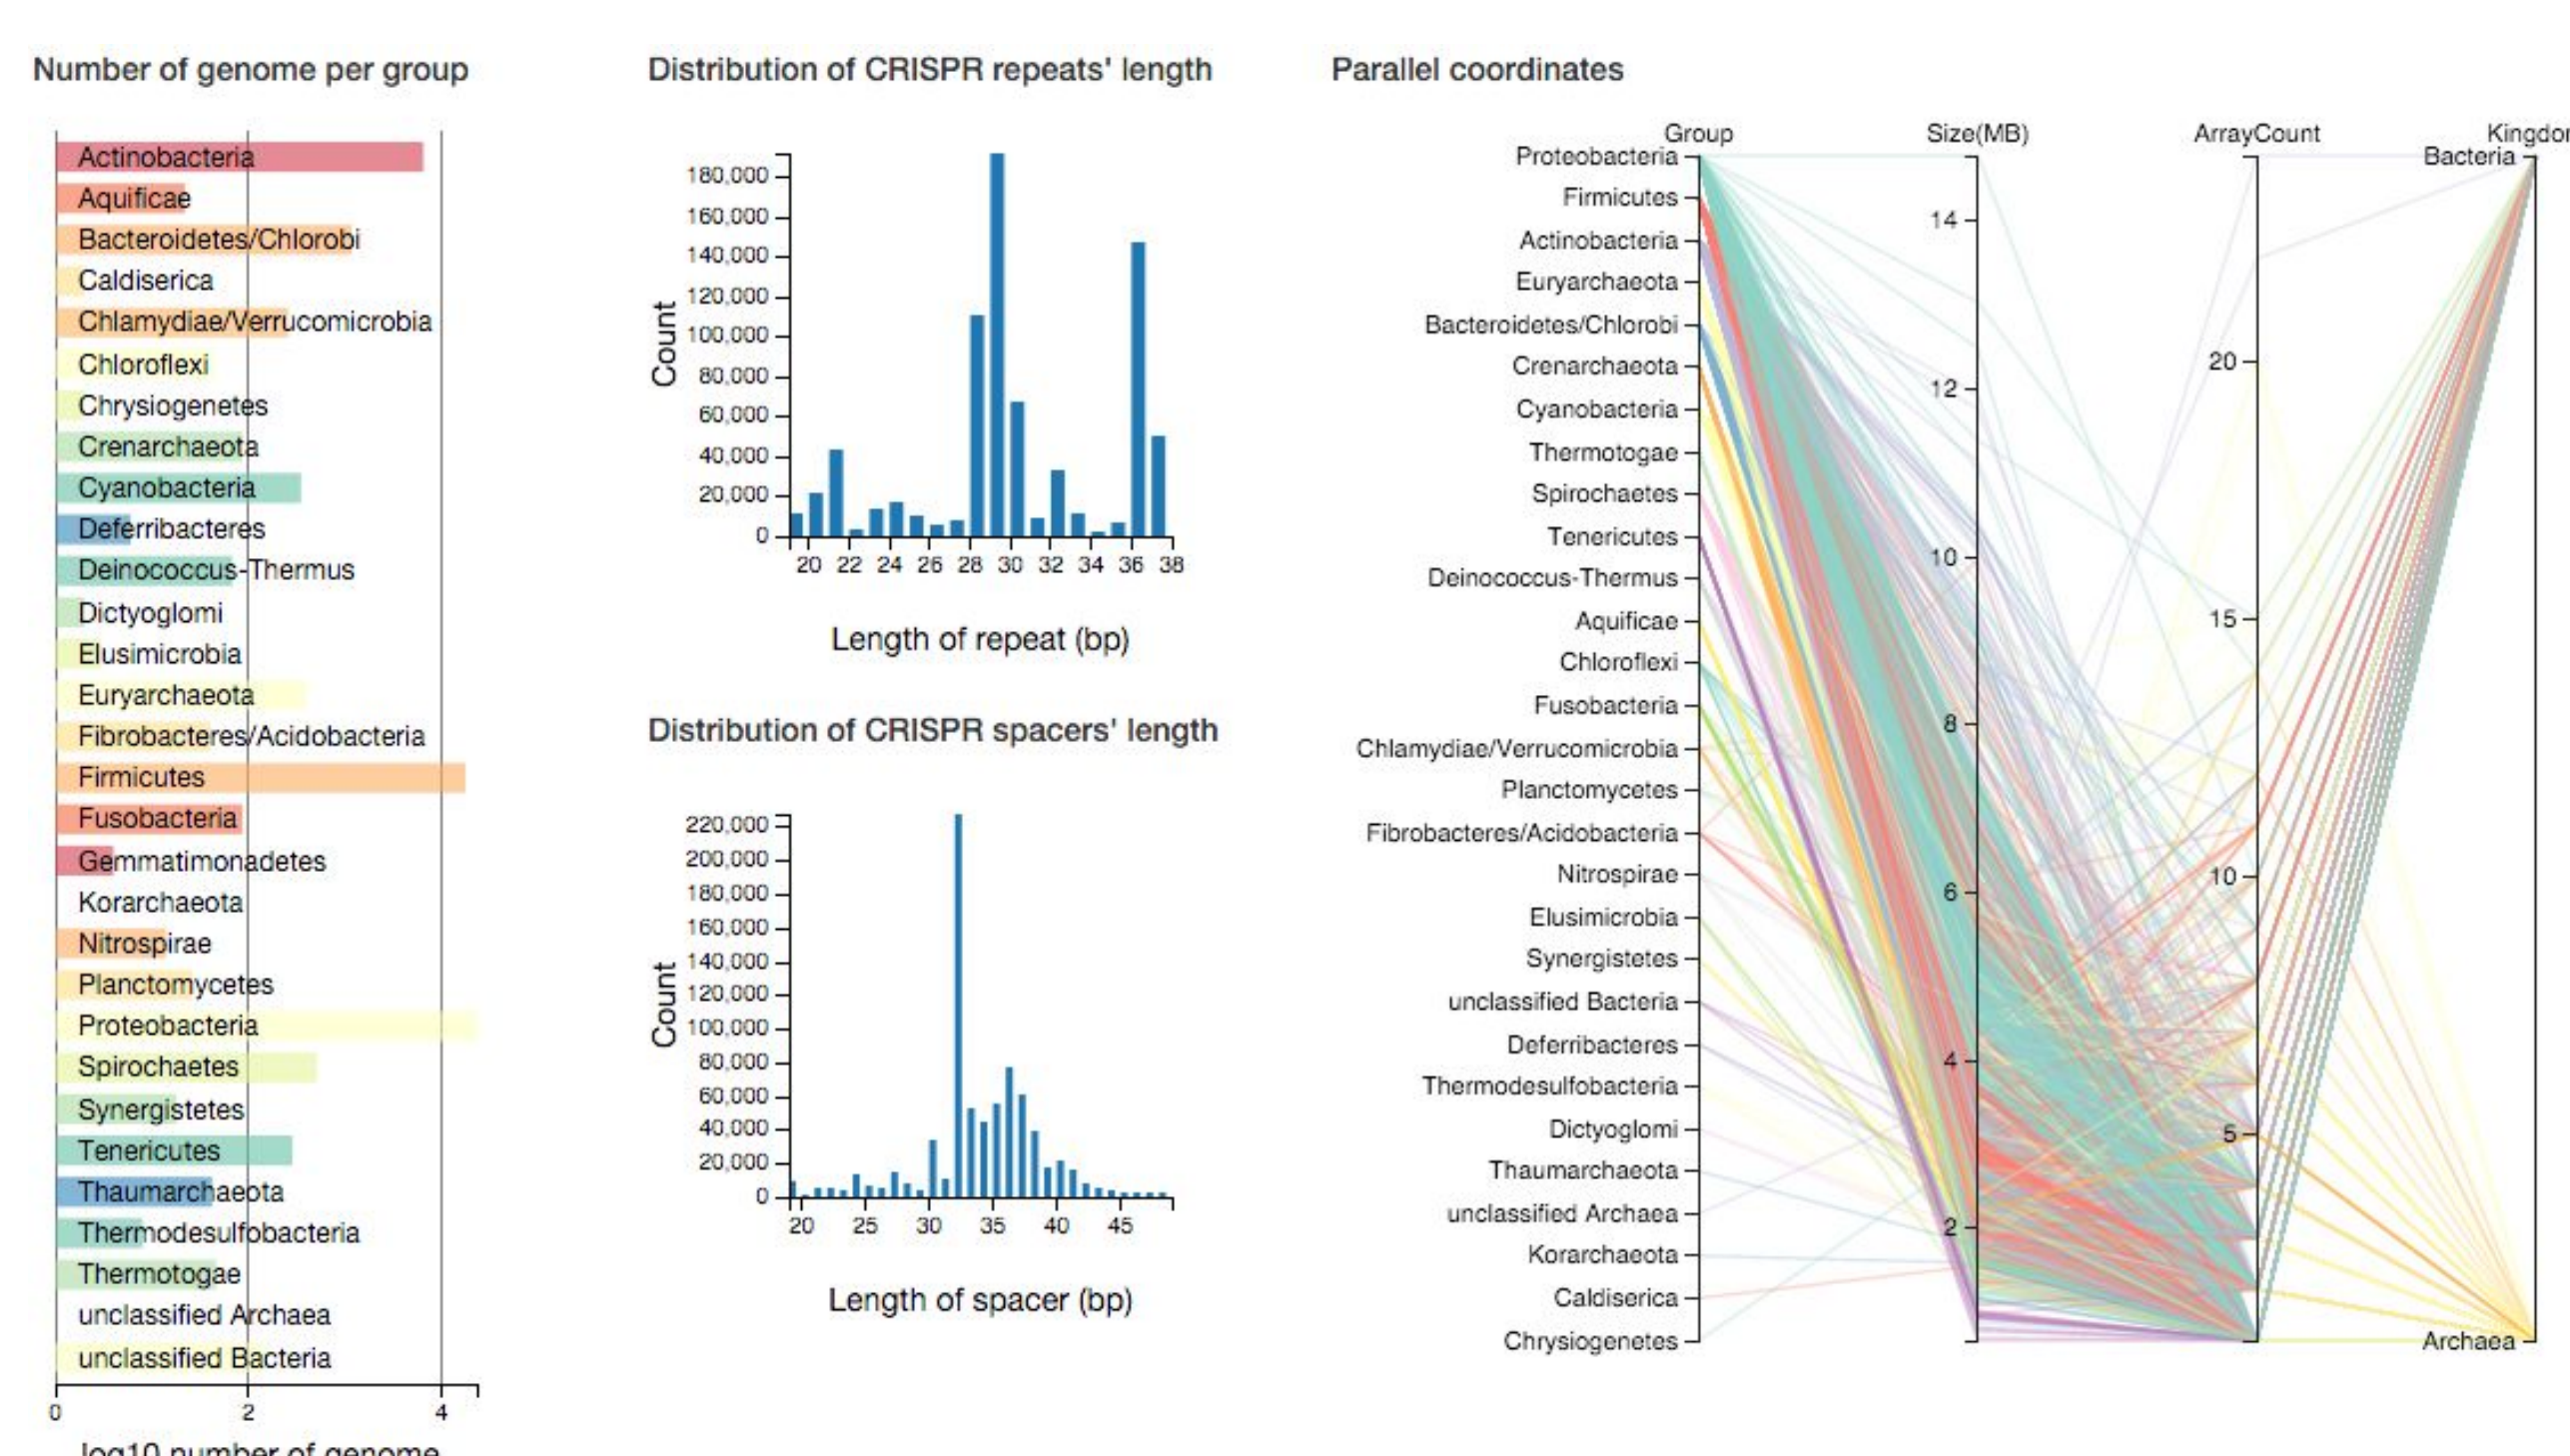 Number of genome per group
Actinobacteria
Aquificae
Bacteroidetes/Chlorobi
Caldiserica
Chlamydiae/Verrucomicrobia
Chloroflexi
Chrysiogenetes
Crenarchaeota
Cyanobacteria
Deferribacteres
Deinococcus-Thermus
Dictyoglomi
Elusimicrobia
Euryarchaeota
Fibrobacteres/Acidobacteria
Firmicutes
Fusobacteria
Gemmatimonadetes
Korarchaeota
Nitrospirae
Planctomycetes
Proteobacteria
Spirochaetes
Synergistetes
Tenericutes
Thaumarchaeota
Thermodesulfobacteria
Thermotogae
unclassified Archaea
unclassified Bacteria
0 2 4
log10 number of genome
Distribution of CRISPR repeats' length
Count
180,000
160,000
140,000
120,000
100,000
80,000
60,000
40,000
20,000
0
20 22 24 26 28 30 32 34 36 38
Length of repeat (bp)
Distribution of CRISPR spacers' length
Count
220,000
200,000
180,000
160,000
140,000
120,000
100,000
80,000
60,000
40,000
20,000
0
20 25 30 35 40 45
Length of spacer (bp)
Parallel coordinates
Group Size(MB) ArrayCount Kingdor
Proteobacteria
Firmicutes
Actinobacteria
Euryarchaeota
Bacteroidetes/Chlorobi
Crenarchaeota
Cyanobacteria
Thermotogae
Spirochaetes
Tenericutes
Deinococcus-Thermus
Aquificae
Chloroflexi
Fusobacteria
Chlamydiae/Verrucomicrobia
Planctomycetes
Fibrobacteres/Acidobacteria
Nitrospirae
Elusimicrobia
Synergistetes
unclassified Bacteria
Deferribacteres
Thermodesulfobacteria
Dictyoglomi
Thaumarchaeota
unclassified Archaea
Korarchaeota
Caldiserica
Chrysiogenetes
14
12
10
8
6
4
2
20
15
10
5
Bacteria
Archaea